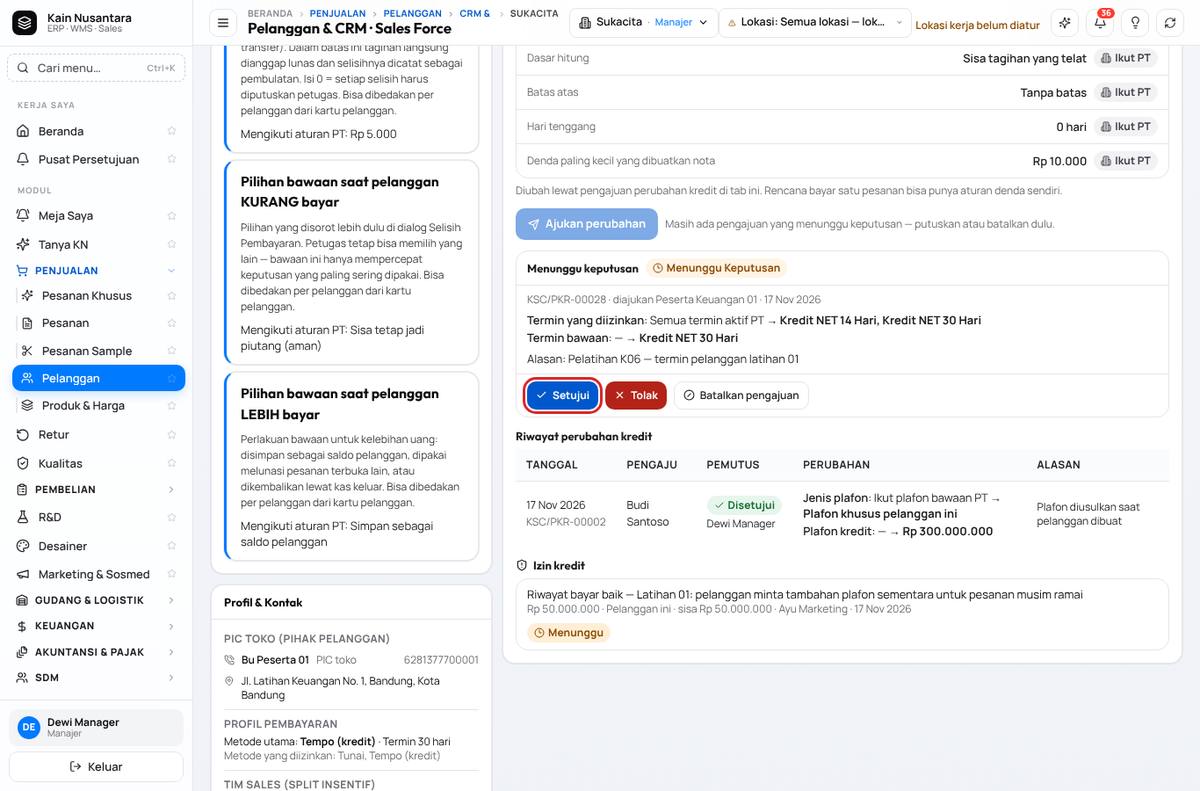 Kain Nusantara
ERP · WMS · Sales
Cari menu...
Ctrl+K
KERJA SAYA
Beranda
Pusat Persetujuan
MODUL
Meja Saya
Tanya KN
PENJUALAN
Pesanan Khusus
Pesanan
Pesanan Sample
Pelanggan
Produk & Harga
Retur
Kualitas
PEMBELIAN
R&D
Desainer
Marketing & Sosmed
GUDANG & LOGISTIK
KEUANGAN
AKUNTANSI & PAJAK
SDM
DE
Dewi Manager
Manajer
Keluar
BERANDA › PENJUALAN › PELANGGAN › CRM & › SUKACITA
Pelanggan & CRM · Sales Force
Sukacita · Manajer
Lokasi: Semua lokasi — lok...
Lokasi kerja belum diatur
36
transfer). Dalam batas ini tagihan langsung
dianggap lunas dan selisihnya dicatat sebagai
pembulatan. Isi 0 = setiap selisih harus
diputuskan petugas. Bisa dibedakan per
pelanggan dari kartu pelanggan.
Mengikuti aturan PT: Rp 5.000
Pilihan bawaan saat pelanggan
KURANG bayar
Pilihan yang disorot lebih dulu di dialog Selisih
Pembayaran. Petugas tetap bisa memilih yang
lain — bawaan ini hanya mempercepat
keputusan yang paling sering dipakai. Bisa
dibedakan per pelanggan dari kartu
pelanggan.
Mengikuti aturan PT: Sisa tetap jadi
piutang (aman)
Pilihan bawaan saat pelanggan
LEBIH bayar
Perlakuan bawaan untuk kelebihan uang:
disimpan sebagai saldo pelanggan, dipakai
melunasi pesanan terbuka lain, atau
dikembalikan lewat kas keluar. Bisa dibedakan
per pelanggan dari kartu pelanggan.
Mengikuti aturan PT: Simpan sebagai
saldo pelanggan
Profil & Kontak
PIC TOKO (PIHAK PELANGGAN)
Bu Peserta 01 PIC toko 6281377700001
Jl. Latihan Keuangan No. 1, Bandung, Kota
Bandung
PROFIL PEMBAYARAN
Metode utama: Tempo (kredit) · Termin 30 hari
Metode yang diizinkan: Tunai, Tempo (kredit)
TIM SALES (SPLIT INSENTIF)
Dasar hitung Sisa tagihan yang telat Ikut PT
Batas atas Tanpa batas Ikut PT
Hari tenggang 0 hari Ikut PT
Denda paling kecil yang dibuatkan nota Rp 10.000 Ikut PT
Diubah lewat pengajuan perubahan kredit di tab ini. Rencana bayar satu pesanan bisa punya aturan denda sendiri.
Ajukan perubahan
Masih ada pengajuan yang menunggu keputusan — putuskan atau batalkan dulu.
Menunggu keputusan Menunggu Keputusan
KSC/PKR-00028 · diajukan Peserta Keuangan 01 · 17 Nov 2026
Termin yang diizinkan: Semua termin aktif PT → Kredit NET 14 Hari, Kredit NET 30 Hari
Termin bawaan: — → Kredit NET 30 Hari
Alasan: Pelatihan K06 — termin pelanggan latihan 01
Setujui Tolak Batalkan pengajuan
Riwayat perubahan kredit
TANGGAL PENGAJU PEMUTUS PERUBAHAN ALASAN
17 Nov 2026
KSC/PKR-00002
Budi
Santoso
Disetujui
Dewi Manager
Jenis plafon: Ikut plafon bawaan PT →
Plafon khusus pelanggan ini
Plafon kredit: — → Rp 300.000.000
Plafon diusulkan saat
pelanggan dibuat
Izin kredit
Riwayat bayar baik — Latihan 01: pelanggan minta tambahan plafon sementara untuk pesanan musim ramai
Rp 50.000.000 · Pelanggan ini · sisa Rp 50.000.000 · Ayu Marketing · 17 Nov 2026
Menunggu